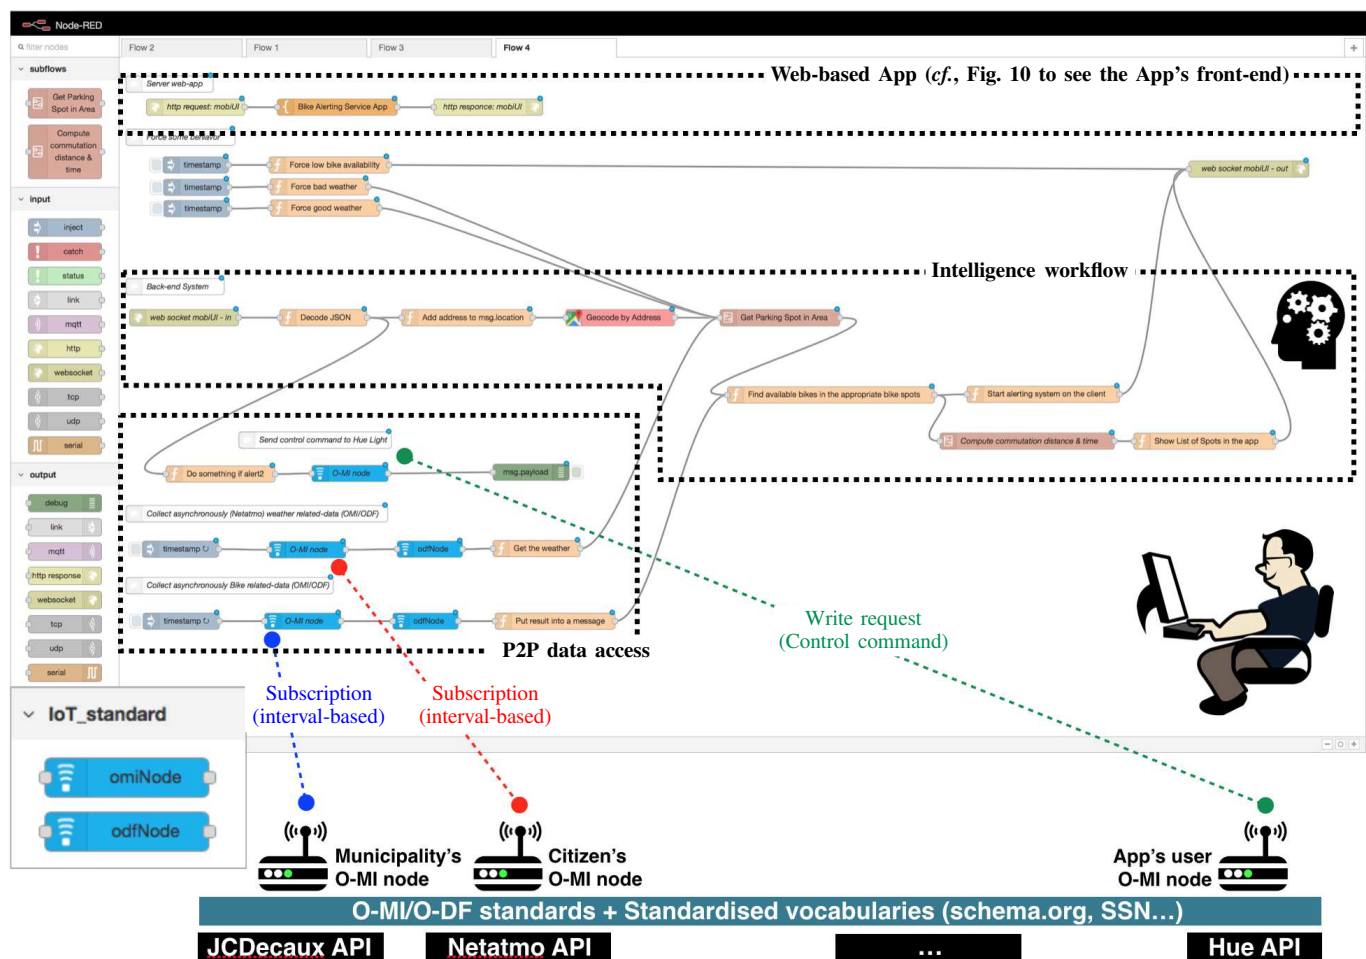 Node-RED
filter nodes
Flow 2
Flow 1
Flow 3
Flow 4
+
subflows
Get Parking
Spot in Area
Compute
commutation
distance &
time
input
inject
catch
status
link
mqtt
http
websocket
tcp
udp
serial
output
debug
link
mqtt
http response
websocket
tcp
udp
serial
Web-based App (cf., Fig. 10 to see the App's front-end)
Server web-app
http request: mobiUI
Bike Alerting Service App
http responce: mobiUI
Force some behavior
timestamp
Force low bike availability
web socket mobiUI - out
timestamp
Force bad weather
timestamp
Force good weather
Intelligence workflow
Back-end System
web socket mobiUI - in
Decode JSON
Add address to msg.location
Geocode by Address
Get Parking Spot in Area
Find available bikes in the appropriate bike spots
Start alerting system on the client
Compute commutation distance & time
Show List of Spots in the app
Send control command to Hue Light
Do something if alert2
O-MI node
msg.payload
Collect asynchronously (Netatmo) weather related-data (OMI/ODF)
timestamp ↻
O-MI node
odfNode
Get the weather
Collect asynchronously Bike related-data (OMI/ODF)
timestamp ↻
O-MI node
odfNode
Put result into a message
P2P data access
Write request
(Control command)
Subscription
(interval-based)
Subscription
(interval-based)
IoT_standard
omiNode
odfNode
Municipality's
O-MI node
Citizen's
O-MI node
App's user
O-MI node
O-MI/O-DF standards + Standardised vocabularies (schema.org, SSN...)
JCDecaux API
Netatmo API
...
Hue API